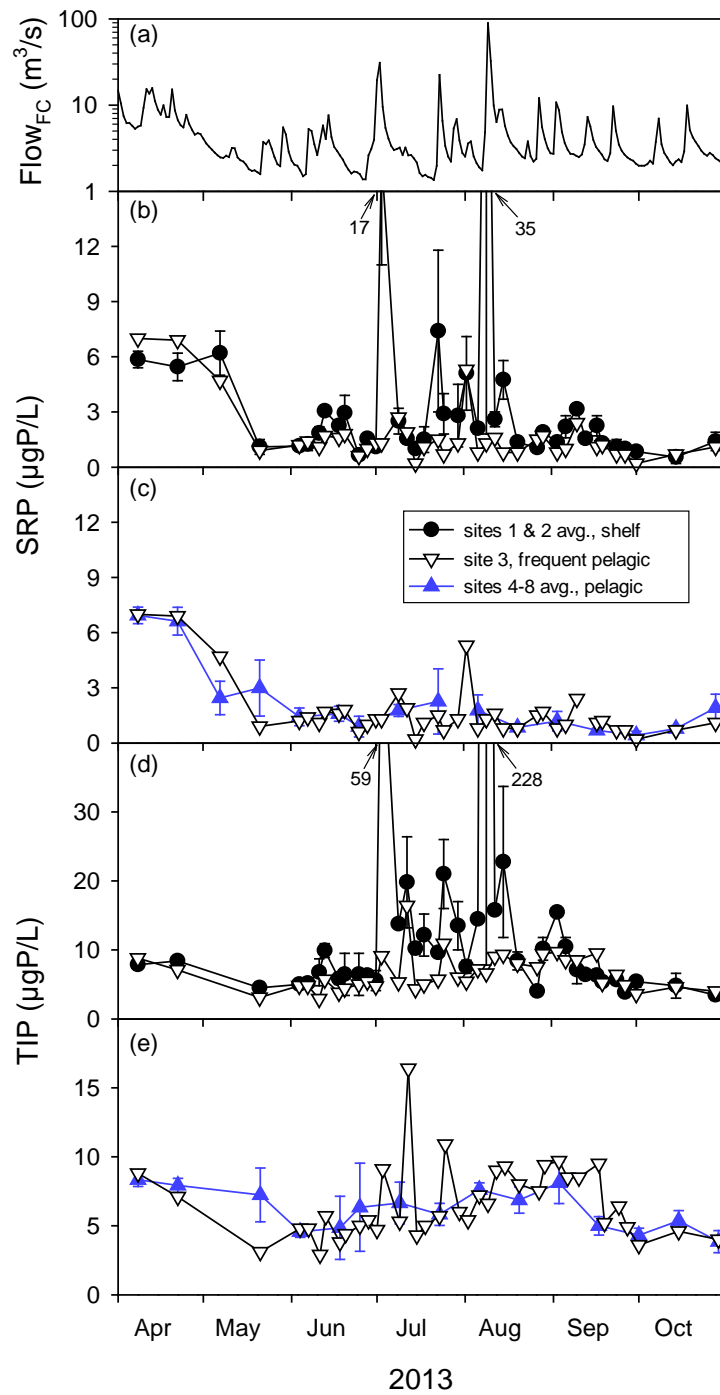 (a)
Flow_FC (m³/s)
100
10
1
(b)
17
35
12
9
6
3
0
SRP (µgP/L)
(c)
12
9
6
3
0
sites 1 & 2 avg., shelf
site 3, frequent pelagic
sites 4-8 avg., pelagic
(d)
59
228
30
20
10
0
TIP (µgP/L)
(e)
15
10
5
0
Apr May Jun Jul Aug Sep Oct
2013